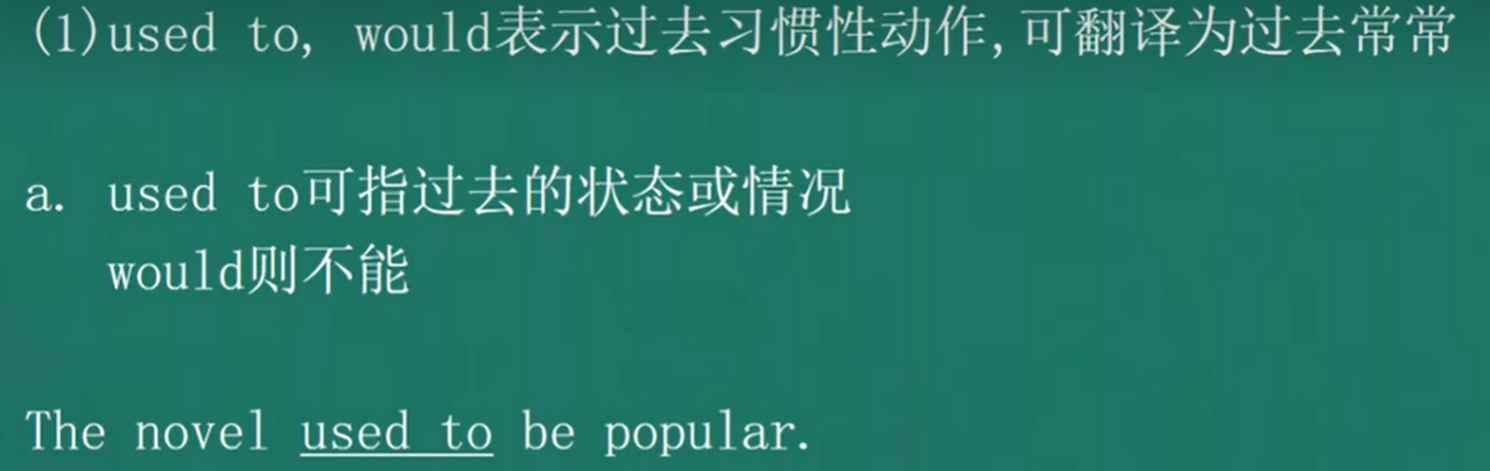 (1)used to, would表示过去习惯性动作,可翻译为过去常常
a. used to可指过去的状态或情况
would则不能
The novel used to be popular.